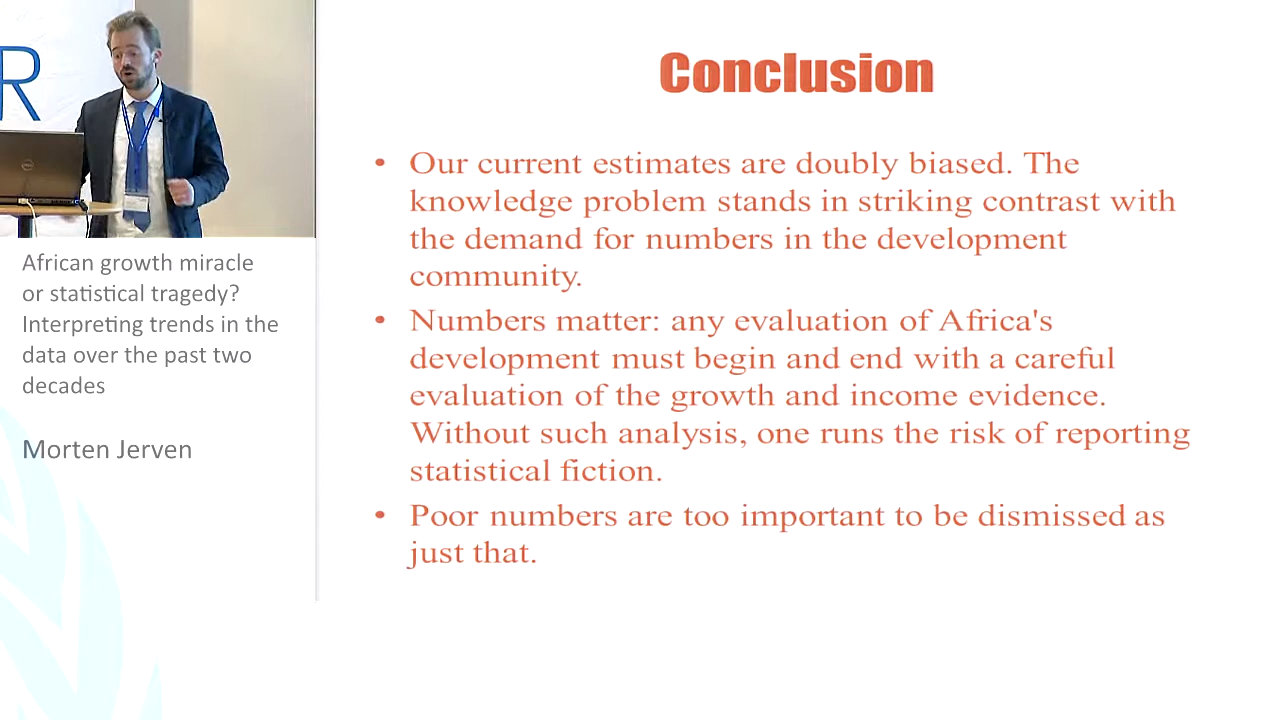 R
African growth miracle
or statistical tragedy?
Interpreting trends in the
data over the past two
decades
Morten Jerven
Conclusion
• Our current estimates are doubly biased. The
knowledge problem stands in striking contrast with
the demand for numbers in the development
community.
• Numbers matter: any evaluation of Africa's
development must begin and end with a careful
evaluation of the growth and income evidence.
Without such analysis, one runs the risk of reporting
statistical fiction.
• Poor numbers are too important to be dismissed as
just that.